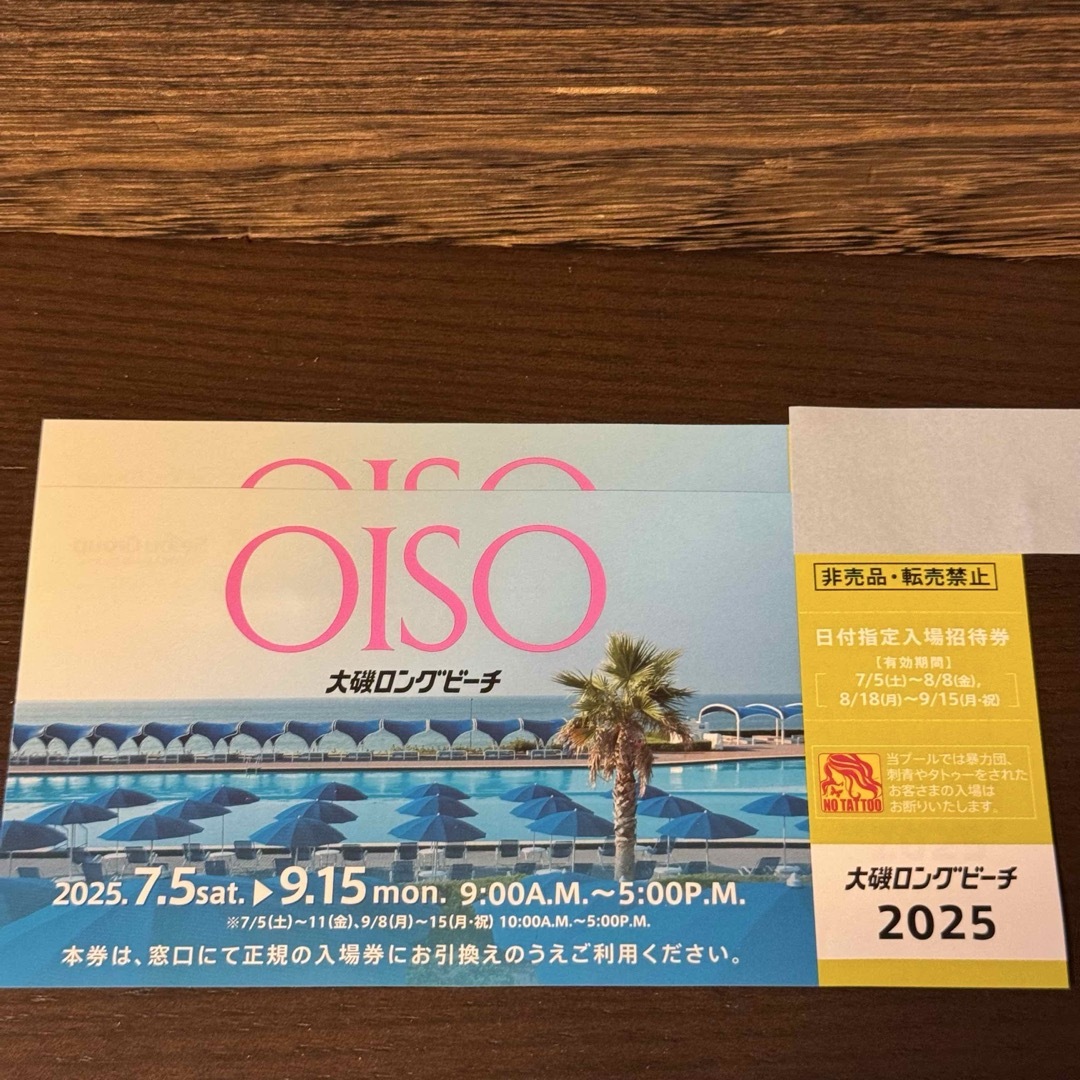 OISO
OISO
大磯ロングビーチ
2025. 7.5 sat. ▶ 9.15 mon. 9:00A.M.～5:00P.M.
※7/5(土)～11(金)、9/8(月)～15(月・祝) 10:00A.M.～5:00P.M.
本券は、窓口にて正規の入場券にお引換えのうえご利用ください。
非売品・転売禁止
日付指定入場招待券
【有効期間】
7/5(土)～8/8(金),
8/18(月)～9/15(月・祝)
NO TATTOO
当プールでは暴力団、
刺青やタトゥーをされた
お客さまの入場は
お断りいたします。
大磯ロングビーチ
2025